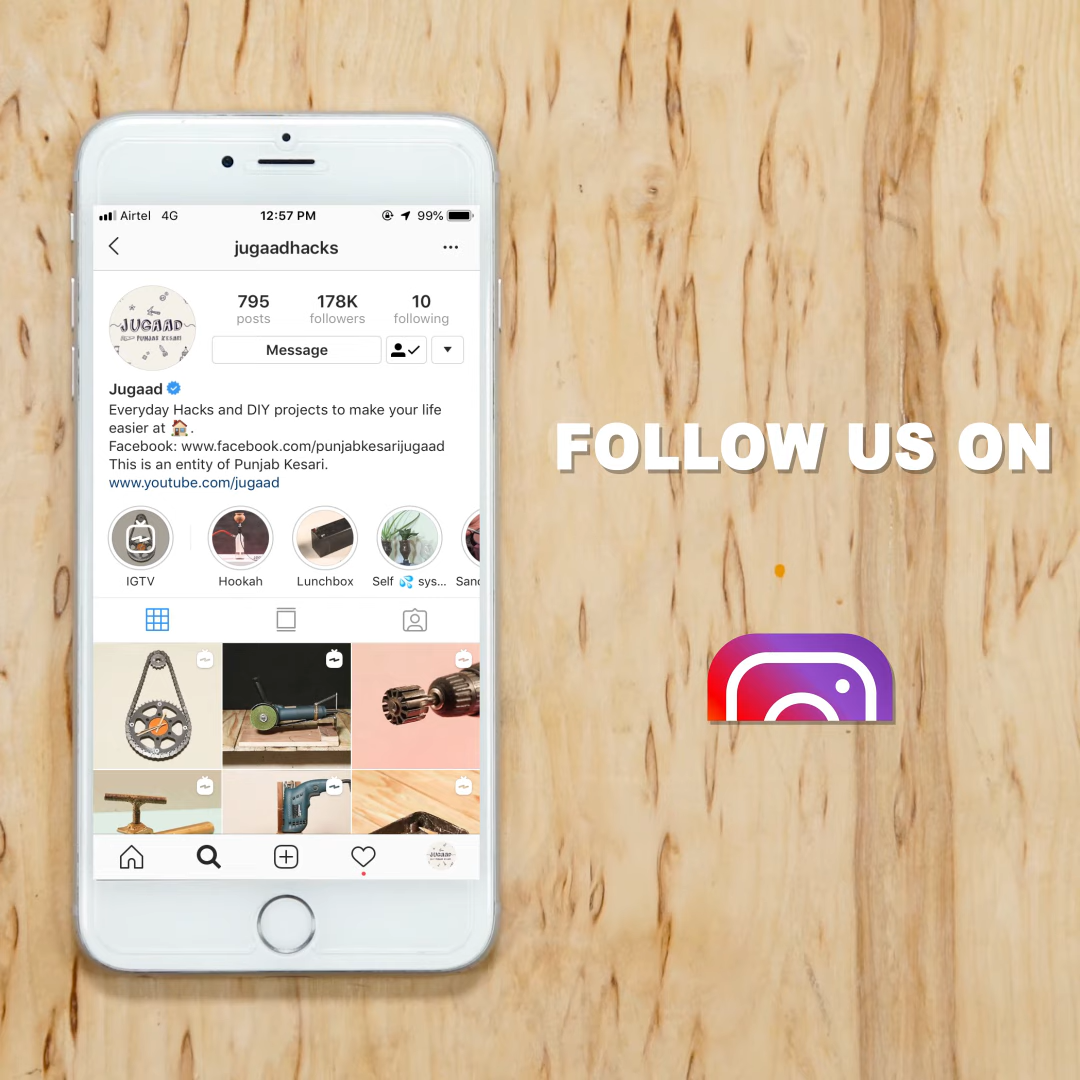 Airtel 4G 12:57 PM 99%
jugaadhacks
795 178K 10
posts followers following
JUGAAD
PUNJAB KESARI
Message
Jugaad
Everyday Hacks and DIY projects to make your life
easier at 🏠.
Facebook: www.facebook.com/punjabkesarijugaad
This is an entity of Punjab Kesari.
www.youtube.com/jugaad
IGTV Hookah Lunchbox Self 💦 sys... Sand
JUGAAD
FOLLOW US ON